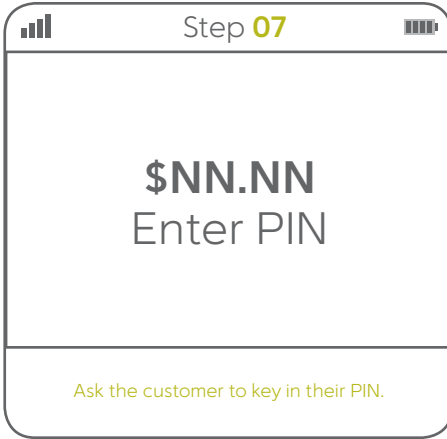 Step 07
$NN.NN
Enter PIN
Ask the customer to key in their PIN.